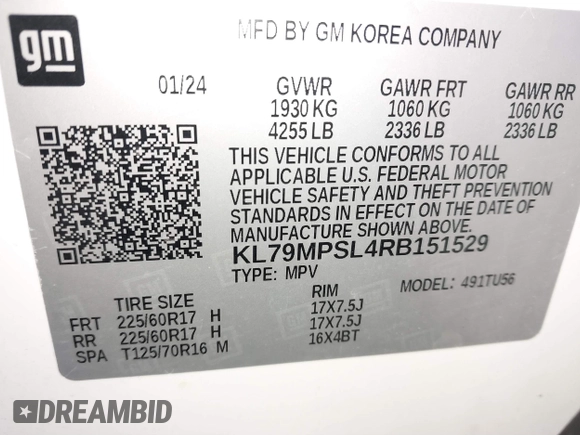 gm
MFD BY GM KOREA COMPANY
01/24 GVWR GAWR FRT GAWR RR
1930 KG 1060 KG 1060 KG
4255 LB 2336 LB 2336 LB
THIS VEHICLE CONFORMS TO ALL
APPLICABLE U.S. FEDERAL MOTOR
VEHICLE SAFETY AND THEFT PREVENTION
STANDARDS IN EFFECT ON THE DATE OF
MANUFACTURE SHOWN ABOVE.
KL79MPSL4RB151529
TYPE: MPV MODEL: 491TU56
TIRE SIZE RIM
FRT 225/60R17 H 17X7.5J
RR 225/60R17 H 17X7.5J
SPA T125/70R16 M 16X4BT
DREAMBID